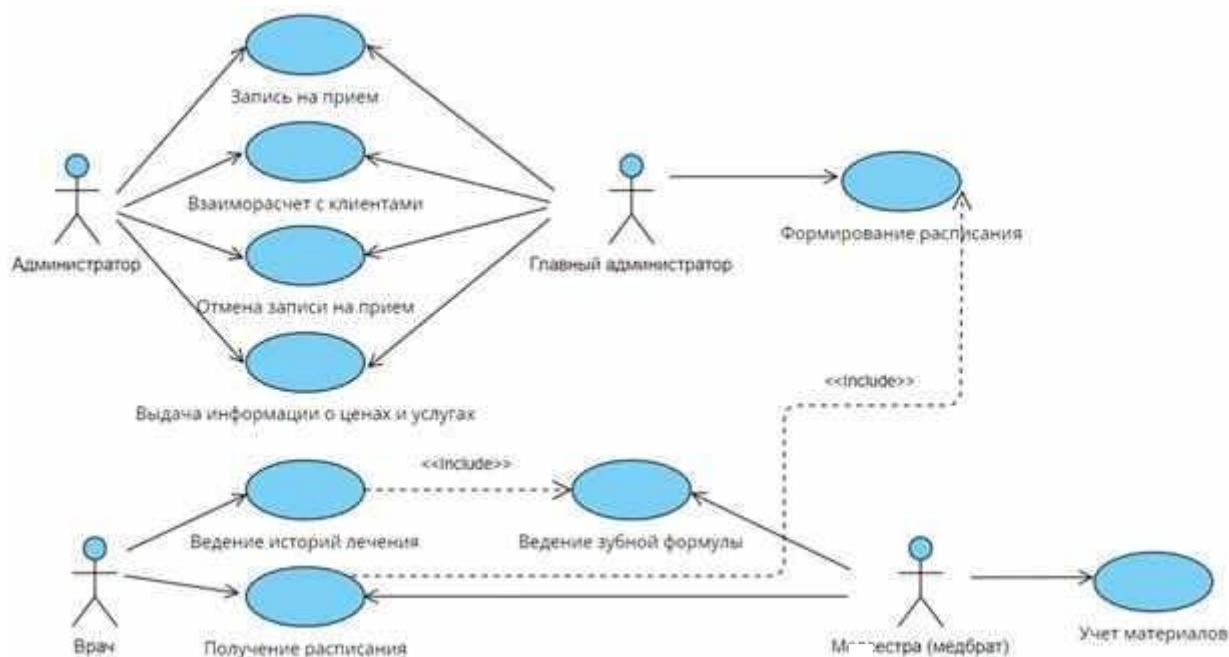 Запись на прием
Взаиморасчет с клиентами
Формирование расписания
Администратор
Главный администратор
Отмена записи на прием
<<Include>>
Выдача информации о ценах и услугах
<<Include>>
Ведение историй лечения
Ведение зубной формулы
Врач
Получение расписания
(медбрат)
Учет материалов